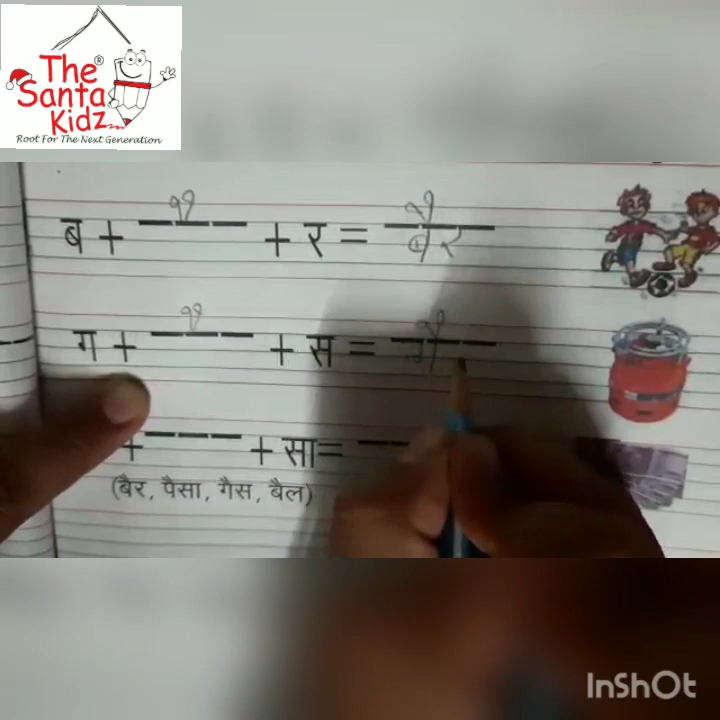 The ®
Santa
Kidz
Root For The Next Generation
ब + ै + र = बैर
ग + ै + स = गै
+ + सा=
(बैर, पैसा, गैस, बैल)
InShOt